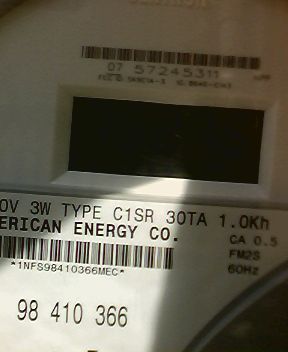 07 57245311
0V 3W TYPE C1SR 30TA 1.0Kh
ERICAN ENERGY CO.
CA 0.5
FM2S
*1NFS98410366MEC*
60Hz
98 410 366